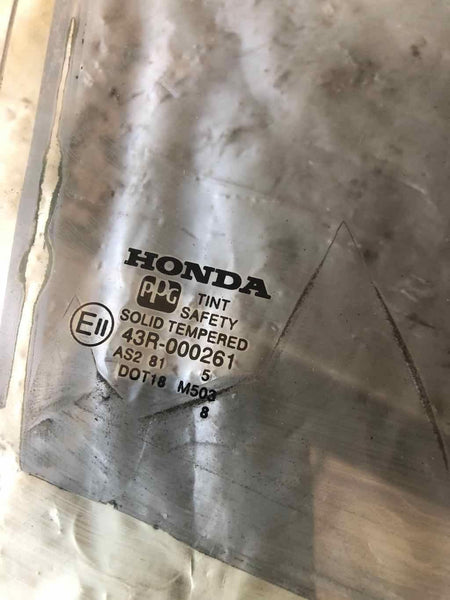 HONDA
PPG TINT
SAFETY
SOLID TEMPERED
E11 43R-000261
AS2 81 5
DOT18 M503
8